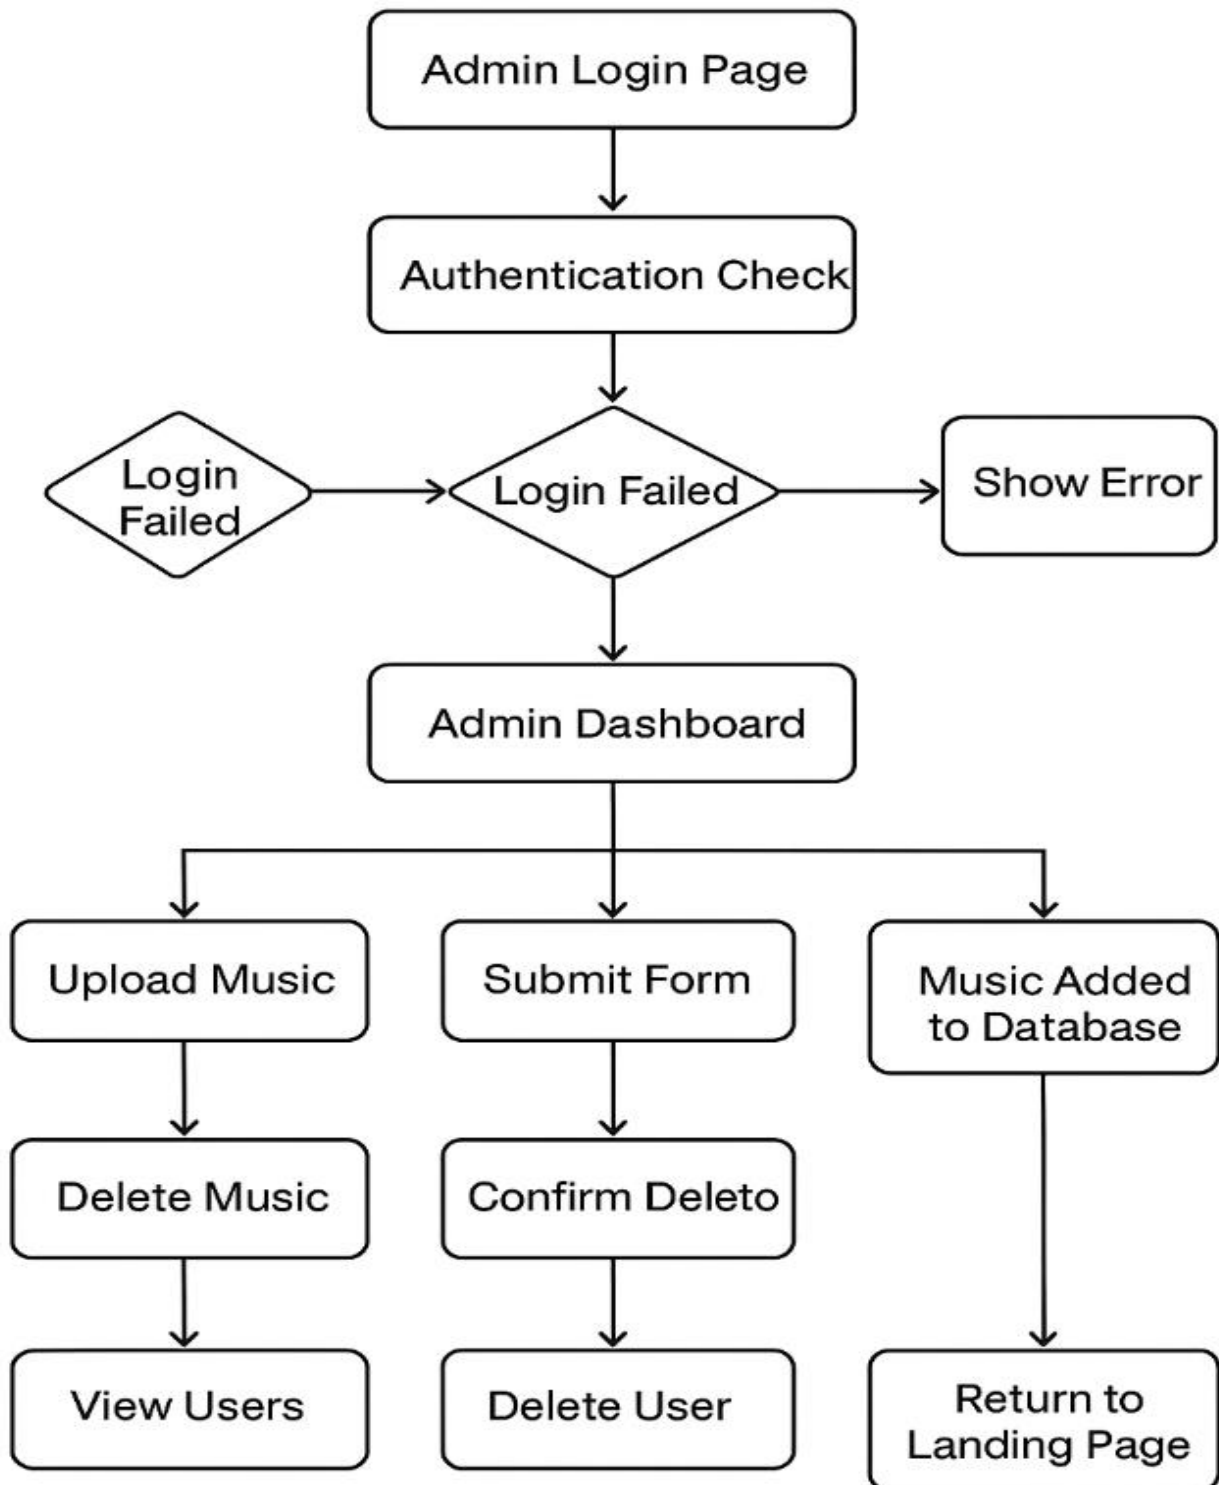 Admin Login Page
Authentication Check
Login
Failed
Login Failed
Show Error
Admin Dashboard
Upload Music
Submit Form
Music Added
to Database
Delete Music
Confirm Deleto
View Users
Delete User
Return to
Landing Page